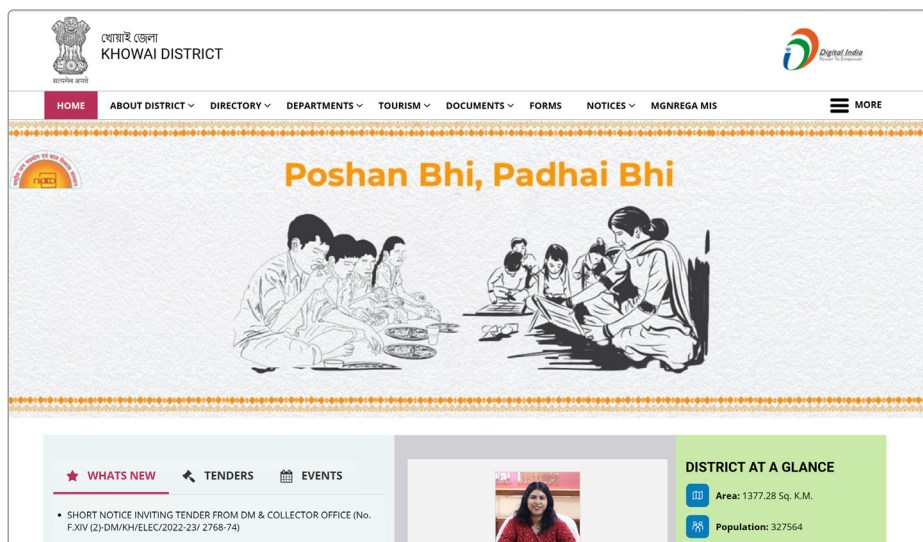 খোয়াই জেলা
KHOWAI DISTRICT
सत्यमेव जयते
Digital India
Power To Empower
HOME ABOUT DISTRICT DIRECTORY DEPARTMENTS TOURISM DOCUMENTS FORMS NOTICES MGNREGA MIS MORE
Poshan Bhi, Padhai Bhi
WHATS NEW TENDERS EVENTS
SHORT NOTICE INVITING TENDER FROM DM & COLLECTOR OFFICE (No.
F.XIV (2)-DM/KH/ELEC/2022-23/ 2768-74)
DISTRICT AT A GLANCE
Area: 1377.28 Sq. K.M.
Population: 327564